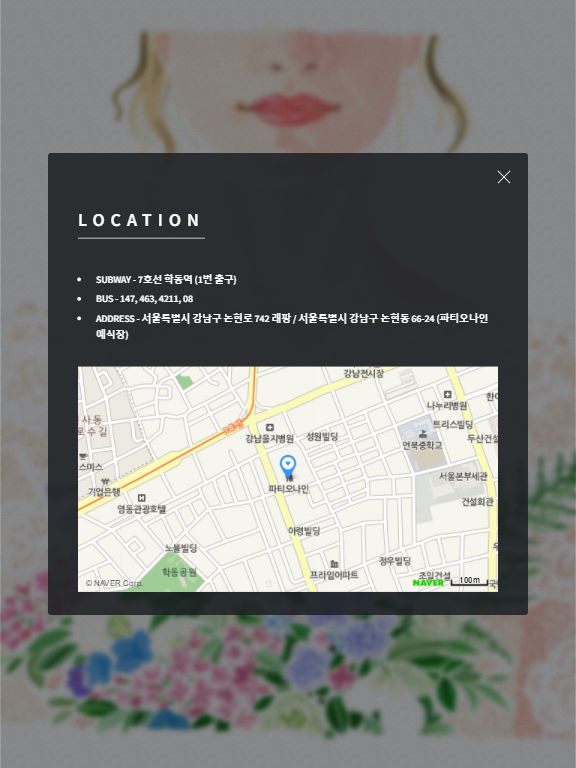 LOCATION
SUBWAY - 7호선 학동역 (1번 출구)
BUS - 147, 463, 4211, 08
ADDRESS - 서울특별시 강남구 논현로 742 래팡 / 서울특별시 강남구 논현동 66-24 (파티오나인
예식장)
강남전시장
나누리병원
트리스빌딩
강남을지병원
성원빌딩
언북중학교
두산건설
사동
로수길
스미스
기업은행
파티오나인
서울본부세관
영동관광호텔
건설회관
아령빌딩
노블빌딩
정우빌딩
학동공원
프라임아파트
조일건설
© NAVER Corp.
NAVER
100m